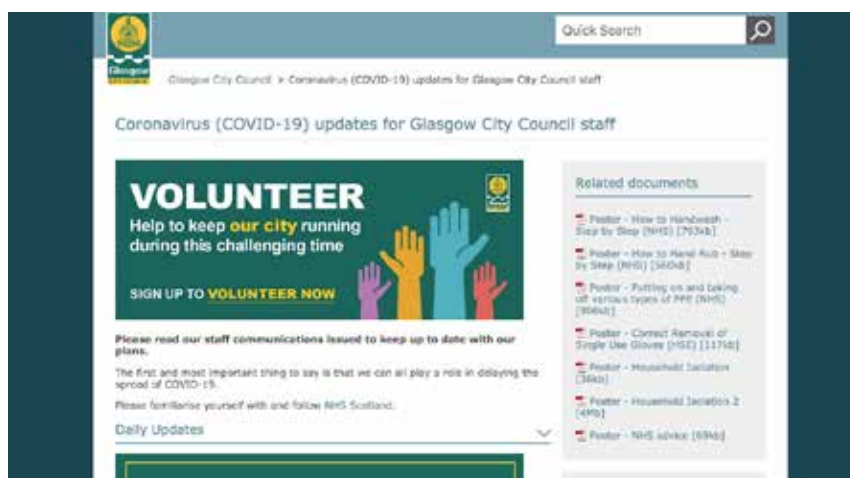 Quick Search
Glasgow
Glasgow City Council > Coronavirus (COVID-19) updates for Glasgow City Council staff
Coronavirus (COVID-19) updates for Glasgow City Council staff
VOLUNTEER
Help to keep our city running
during this challenging time
SIGN UP TO VOLUNTEER NOW
Please read our staff communications issued to keep up to date with our
plans.
The first and most important thing to say is that we can all play a role in delaying the
spread of COVID-19.
Please familiarise yourself with and follow NHS Scotland.
Daily Updates
Related documents
Poster - How to Handwash -
Step by Step (NHS) [793kb]
Poster - How to Hand Rub - Step
by Step (NHS)
Poster - Putting on and taking
off various types of PPE (NHS)
Poster - Correct Removal of
Single Use Gloves (HSE) [117kb]
Poster - Household Isolation
[36kb]
Poster - Household Isolation 2
[4Mb]
Poster - NHS advice